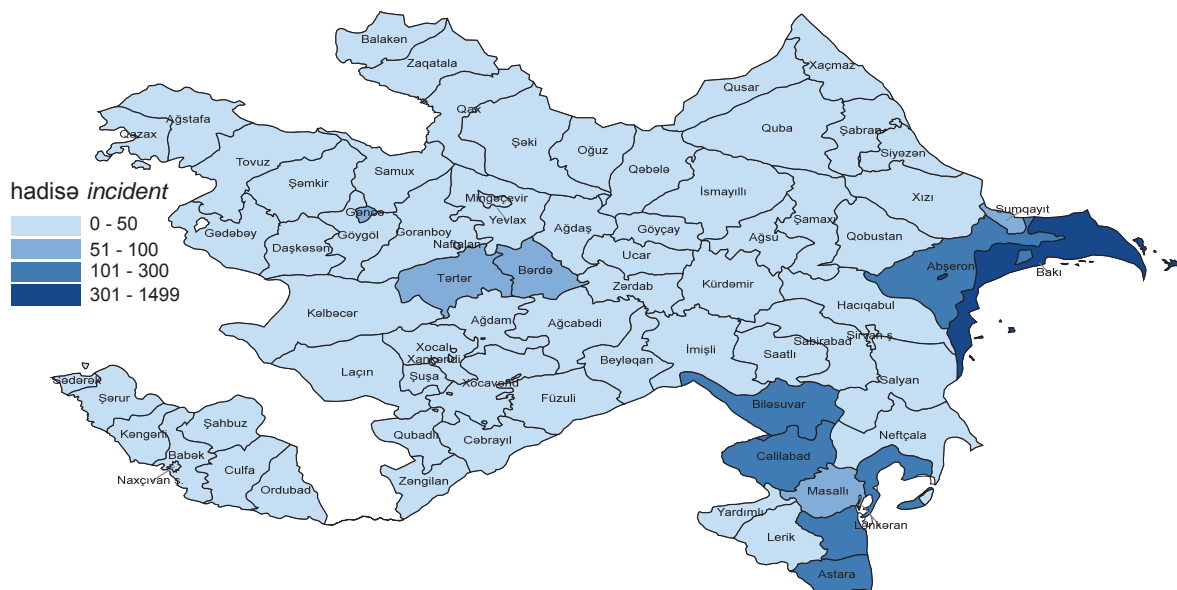 Balakən
Zaqatala
Qax
Şəki
Oğuz
Qəbələ
Qusar
Xaçmaz
Quba
Şabran
Siyəzən
Ağstafa
Qazax
Tovuz
Şəmkir
Samux
Gəncə
Gədəbəy
Daşkəsən
Göygöl
Goranboy
Naftalan
Mingəçevir
Yevlax
Ağdaş
Göyçay
İsmayıllı
Ağsu
Şamaxı
Xızı
Qobustan
Sumqayıt
Abşeron
Bakı
Ucar
Zərdab
Kürdəmir
Hacıqabul
Tərtər
Bərdə
Kəlbəcər
Ağdam
Ağcabədi
Xocalı
Xankəndi
Şuşa
Laçın
Xocavənd
Füzuli
Beyləqan
İmişli
Saatlı
Sabirabad
Şirvan ş.
Salyan
Neftçala
Biləsuvar
Cəlilabad
Masallı
Yardımlı
Lerik
Lənkəran
Astara
Qubadlı
Cəbrayıl
Zəngilan
Sədərək
Şərur
Kəngərli
Şahbuz
Babək
Naxçıvan ş.
Culfa
Ordubad
hadisə incident
0 - 50
51 - 100
101 - 300
301 - 1499